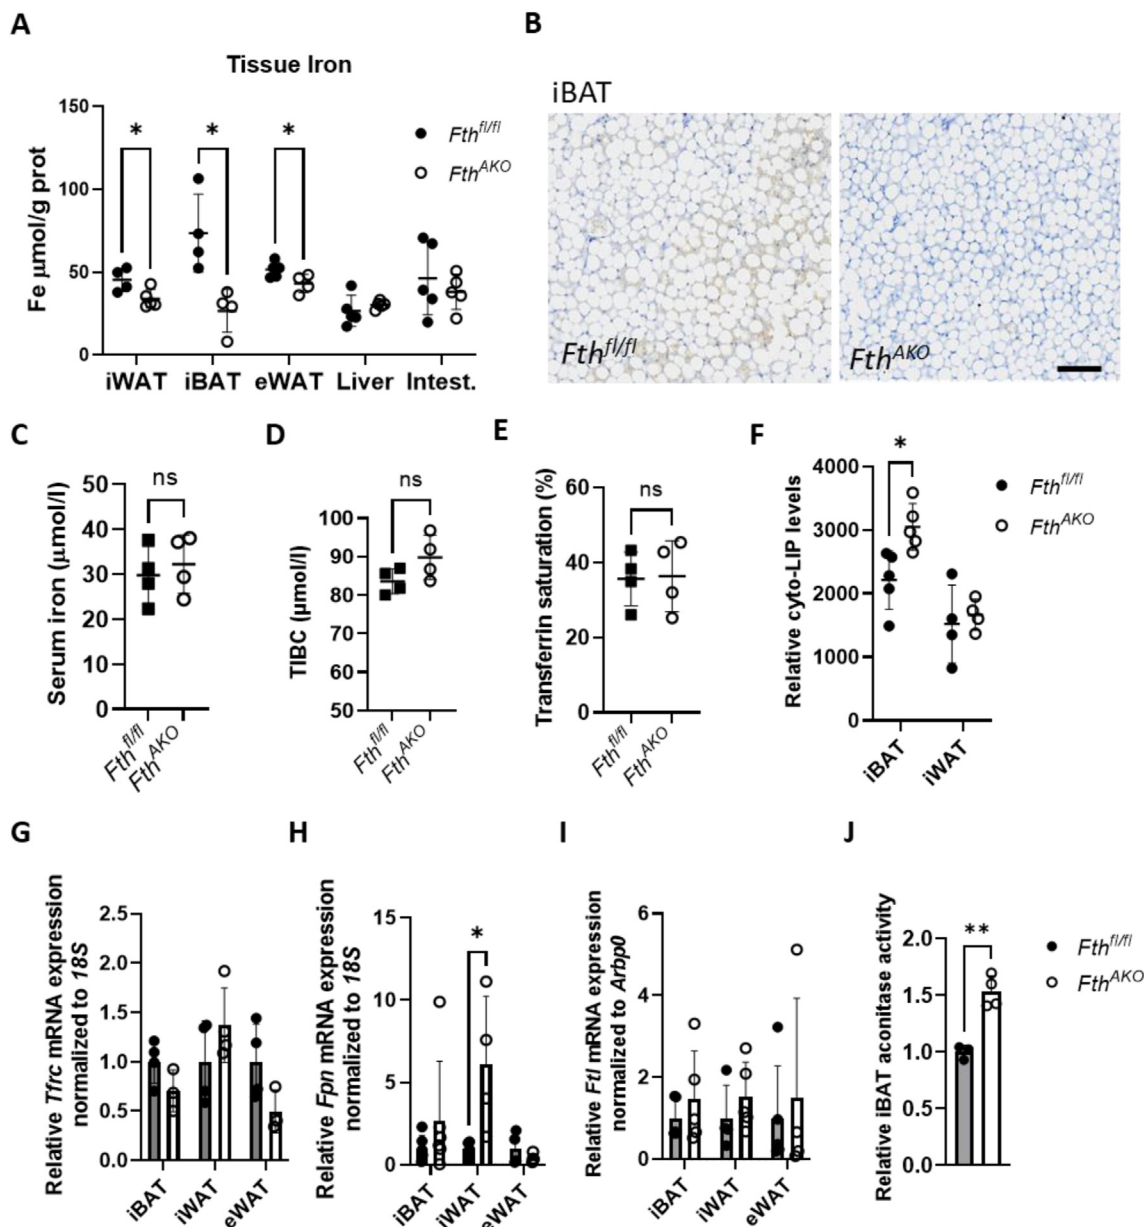 A
Tissue Iron
Fe µmol/g prot
150
100
50
0
* * *
Fth^fl/fl
Fth^AKO
iWAT iBAT eWAT Liver Intest.
B
iBAT
Fth^fl/fl
Fth^AKO
C
Serum iron (µmol/l)
50
40
30
20
10
0
ns
Fth^fl/fl
Fth^AKO
D
TIBC (µmol/l)
100
90
80
70
60
50
ns
Fth^fl/fl
Fth^AKO
E
Transferrin saturation (%)
60
40
20
0
ns
Fth^fl/fl
Fth^AKO
F
Relative cyto-LIP levels
4000
3000
2000
1000
0
*
Fth^fl/fl
Fth^AKO
iBAT
iWAT
G
Relative Tfrc mRNA expression
normalized to 18S
2.5
2.0
1.5
1.0
0.5
0.0
iBAT
iWAT
eWAT
H
Relative Fpn mRNA expression
normalized to 18S
15
10
5
0
*
iBAT
iWAT
eWAT
I
Relative Ftl mRNA expression
normalized to Arbp0
6
4
2
0
iBAT
iWAT
eWAT
J
Relative iBAT aconitase activity
2.0
1.5
1.0
0.5
0.0
**
Fth^fl/fl
Fth^AKO